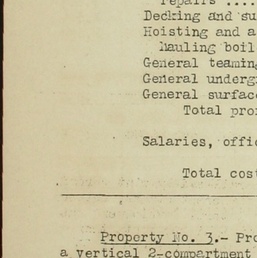 repairs ....
Decking and su
Hoisting and a
hauling boil
General teaming
General undergr
General surface
Total pro
Salaries, offic
Total cost
Property No. 3.- Pro
a vertical 2-compartment